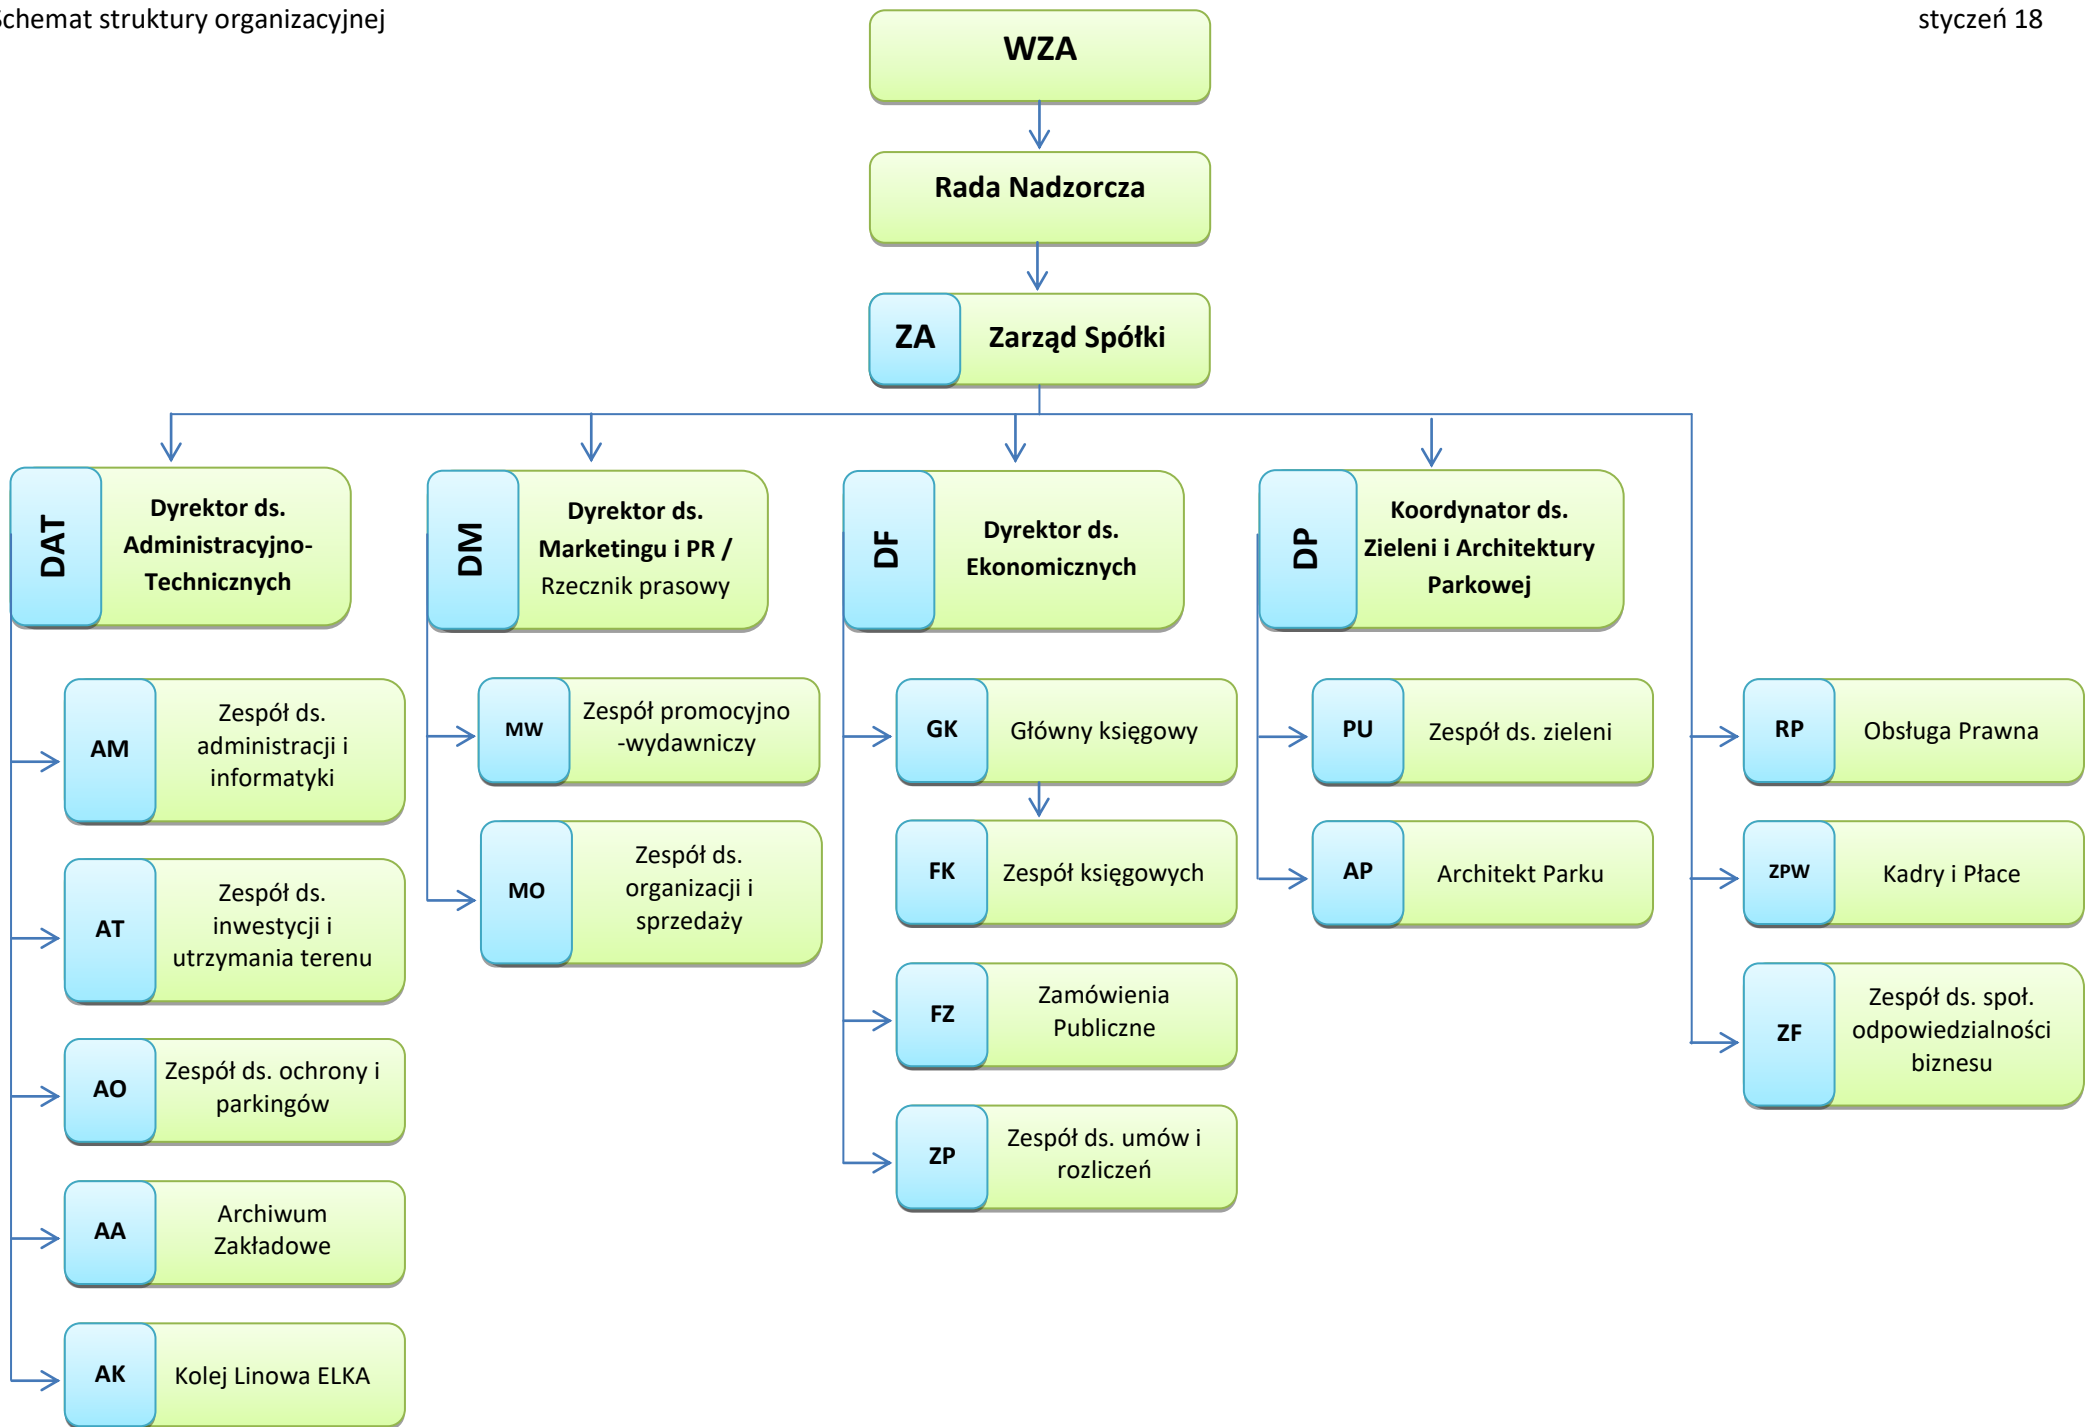 Schemat struktury organizacyjnej
styczeń 18
WZA
Rada Nadzorcza
ZA
Zarząd Spółki
DAT
Dyrektor ds.
Administracyjno-
Technicznych
DM
Dyrektor ds.
Marketingu i PR /
Rzecznik prasowy
DF
Dyrektor ds.
Ekonomicznych
DP
Koordynator ds.
Zieleni i Architektury
Parkowej
AM
Zespół ds.
administracji i
informatyki
AT
Zespół ds.
inwestycji i
utrzymania terenu
AO
Zespół ds. ochrony i
parkingów
AA
Archiwum
Zakładowe
AK
Kolej Linowa ELKA
MW
Zespół promocyjno
-wydawniczy
MO
Zespół ds.
organizacji i
sprzedaży
GK
Główny księgowy
FK
Zespół księgowych
FZ
Zamówienia
Publiczne
ZP
Zespół ds. umów i
rozliczeń
PU
Zespół ds. zieleni
AP
Architekt Parku
RP
Obsługa Prawna
ZPW
Kadry i Płace
ZF
Zespół ds. społ.
odpowiedzialności
biznesu